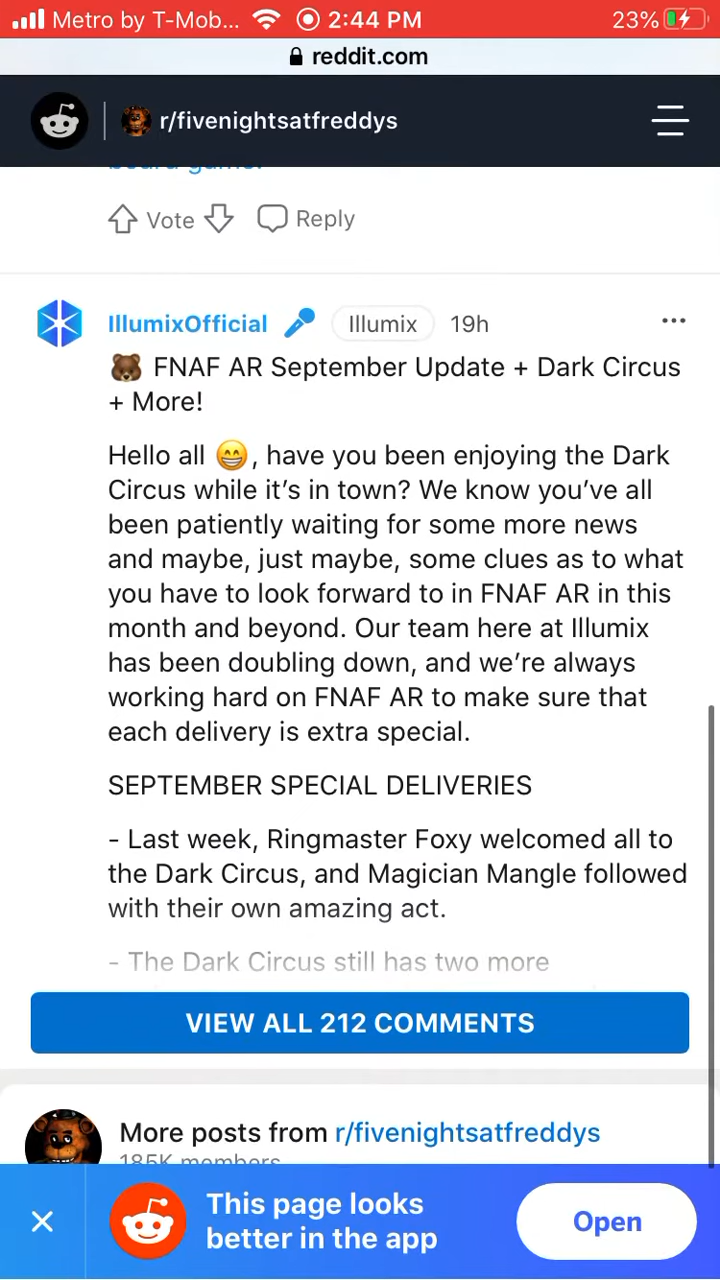 Metro by T-Mob... 2:44 PM 23%
reddit.com
r/fivenightsatfreddys
board game.
Vote Reply
IllumixOfficial Illumix 19h
🐻 FNAF AR September Update + Dark Circus
+ More!
Hello all 😁, have you been enjoying the Dark
Circus while it’s in town? We know you’ve all
been patiently waiting for some more news
and maybe, just maybe, some clues as to what
you have to look forward to in FNAF AR in this
month and beyond. Our team here at Illumix
has been doubling down, and we’re always
working hard on FNAF AR to make sure that
each delivery is extra special.
SEPTEMBER SPECIAL DELIVERIES
- Last week, Ringmaster Foxy welcomed all to
the Dark Circus, and Magician Mangle followed
with their own amazing act.
- The Dark Circus still has two more
VIEW ALL 212 COMMENTS
More posts from r/fivenightsatfreddys
185K members
This page looks
better in the app
Open